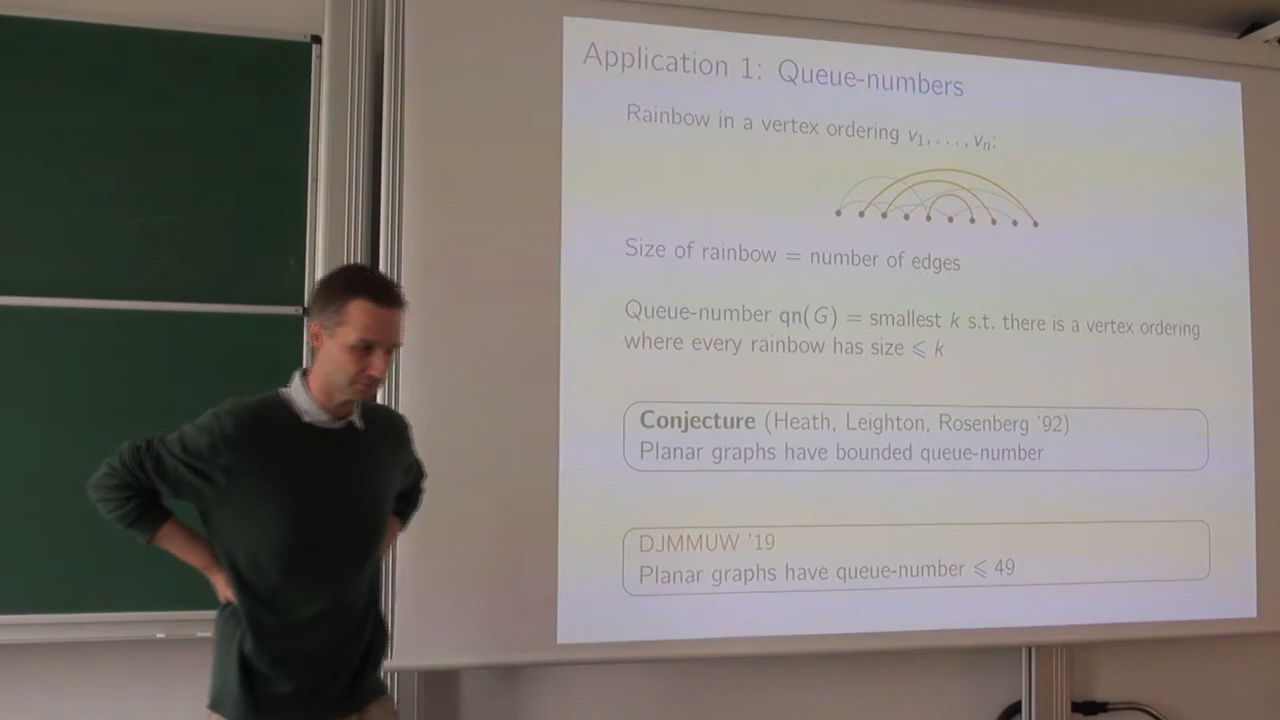 Application 1: Queue-numbers
Rainbow in a vertex ordering v₁, . . . , vₙ:
Size of rainbow = number of edges
Queue-number qn(G) = smallest k s.t. there is a vertex ordering
where every rainbow has size ⩽ k
Conjecture (Heath, Leighton, Rosenberg '92)
Planar graphs have bounded queue-number
DJMMUW '19
Planar graphs have queue-number ⩽ 49